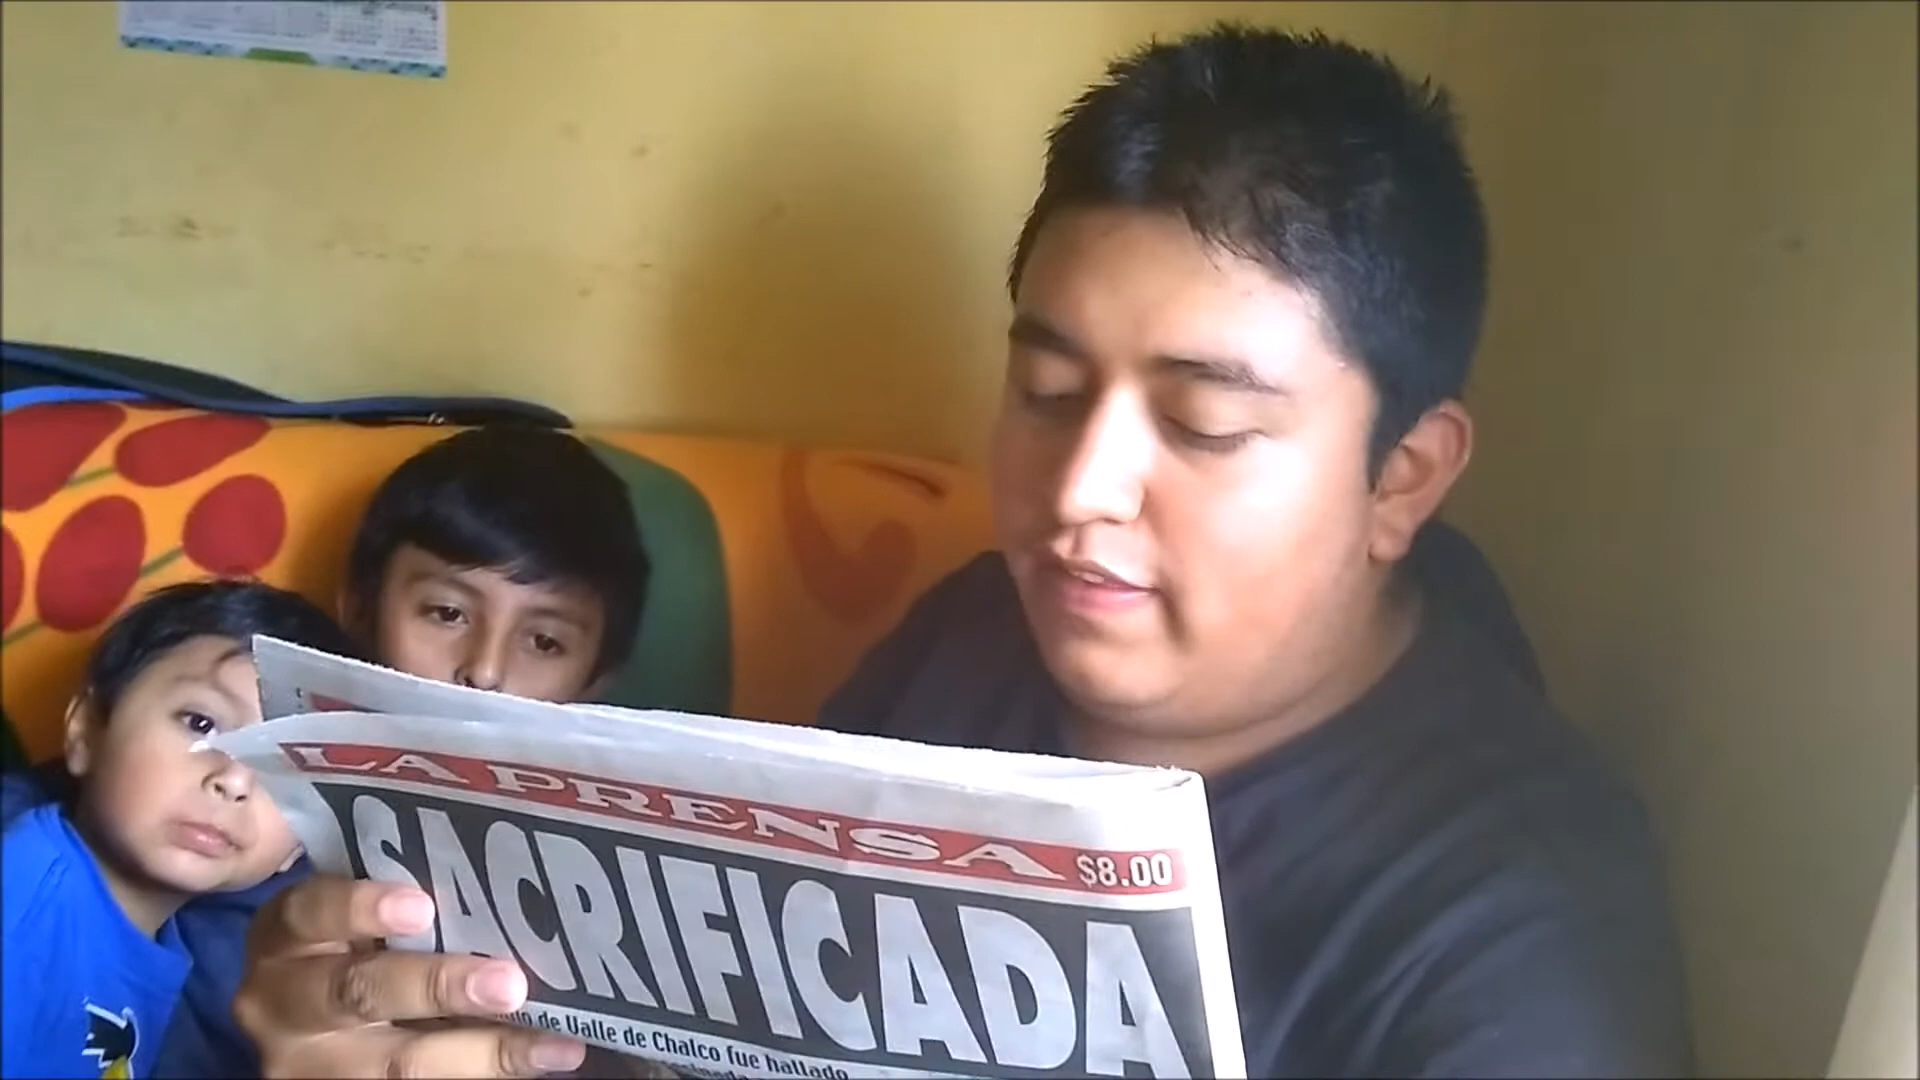 LA PRENSA $8.00
SACRIFICADA
de Valle de Chalco fue hallado